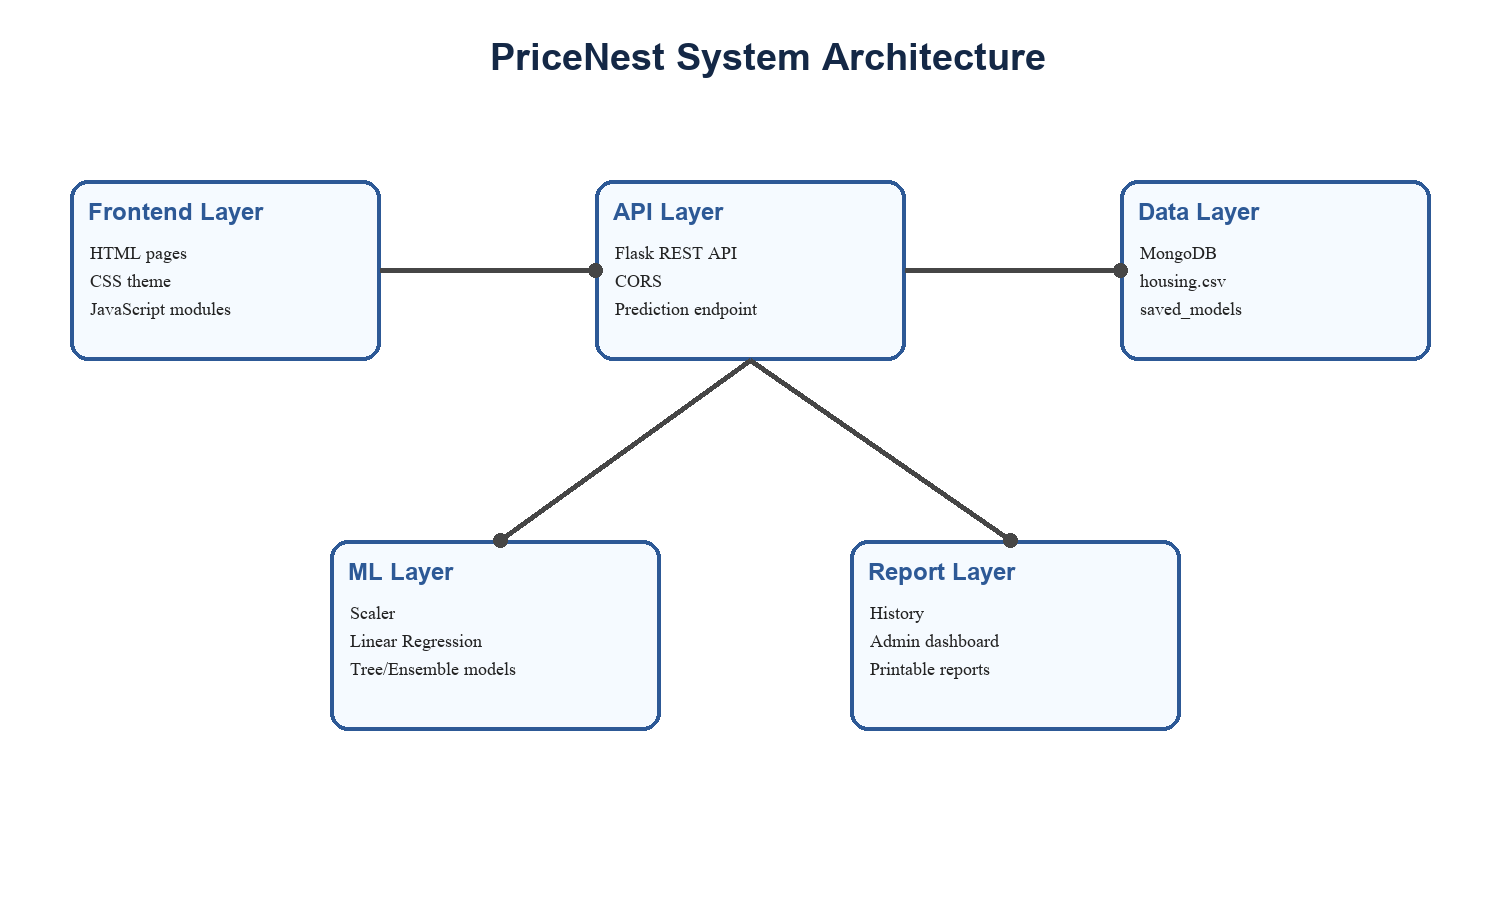 PriceNest System Architecture
Frontend Layer
HTML pages
CSS theme
JavaScript modules
API Layer
Flask REST API
CORS
Prediction endpoint
Data Layer
MongoDB
housing.csv
saved_models
ML Layer
Scaler
Linear Regression
Tree/Ensemble models
Report Layer
History
Admin dashboard
Printable reports